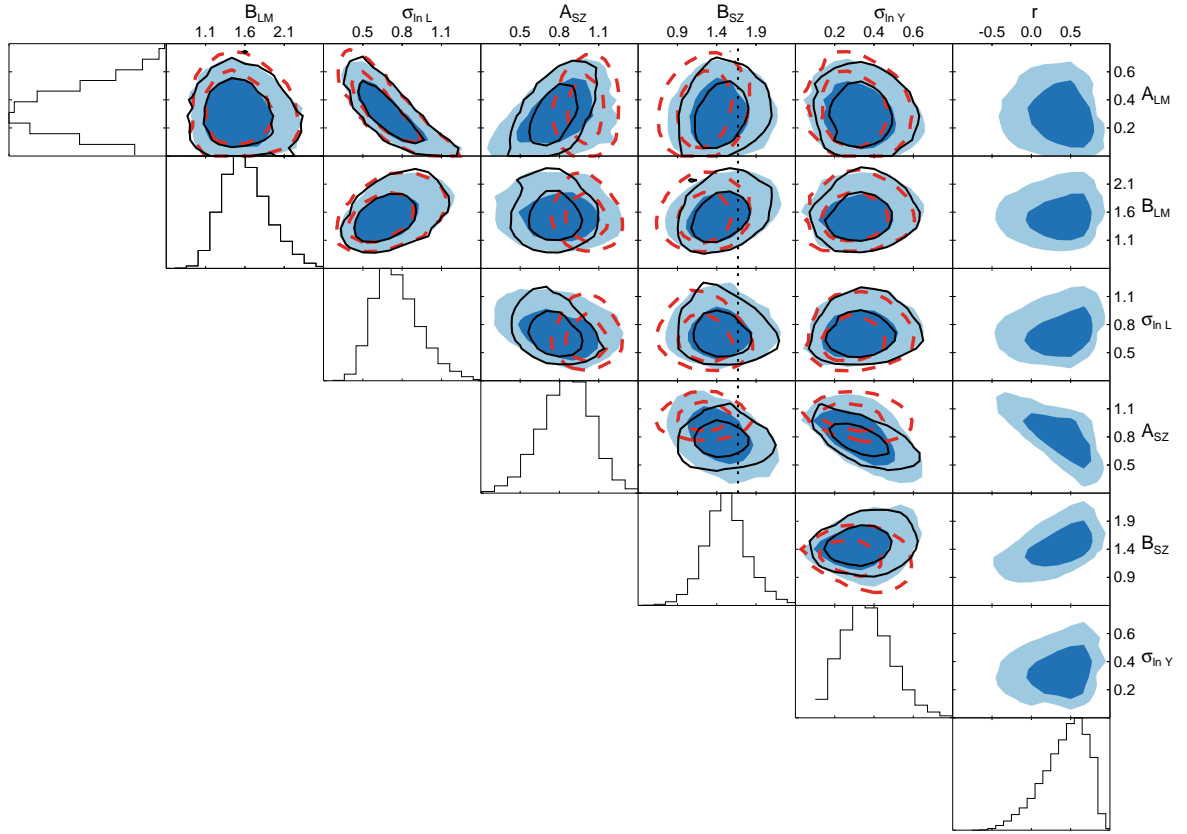 B_LM σ_ln L A_SZ B_SZ σ_ln Y r
1.1 1.6 2.1 0.5 0.8 1.1 0.5 0.8 1.1 0.9 1.4 1.9 0.2 0.4 0.6 -0.5 0.0 0.5
0.6
A_LM
0.4
0.2
2.1
B_LM
1.6
1.1
1.1
σ_ln L
0.8
0.5
1.1
A_SZ
0.8
0.5
1.9
B_SZ
1.4
0.9
0.6
σ_ln Y
0.4
0.2